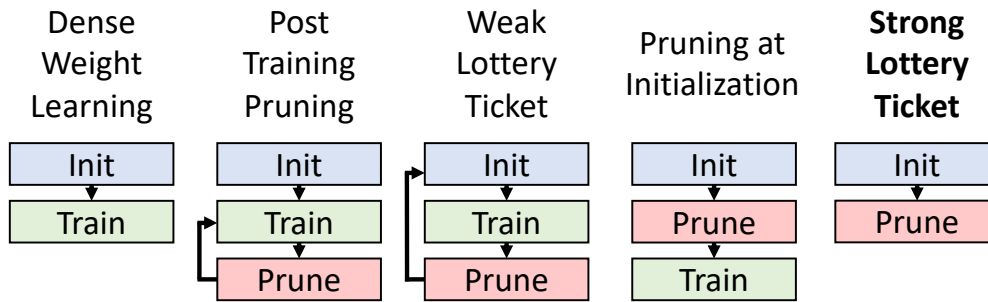 Dense
Weight
Learning
Init
Train
Post
Training
Pruning
Init
Train
Prune
Weak
Lottery
Ticket
Init
Train
Prune
Pruning at
Initialization
Init
Prune
Train
Strong
Lottery
Ticket
Init
Prune